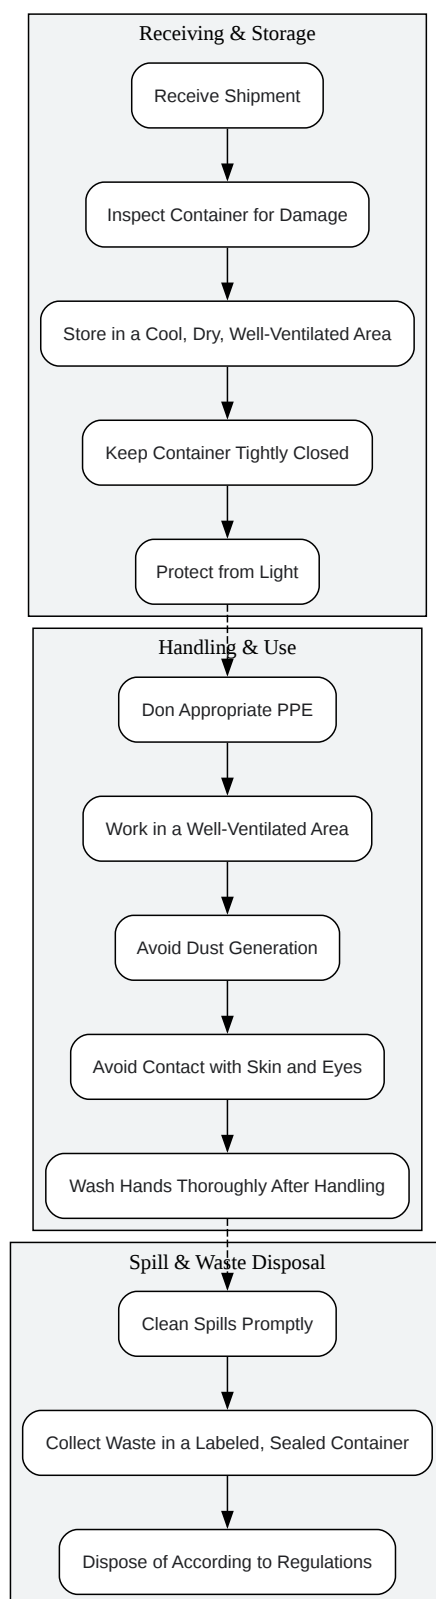 Receiving & Storage
Receive Shipment
Inspect Container for Damage
Store in a Cool, Dry, Well-Ventilated Area
Keep Container Tightly Closed
Protect from Light
Handling & Use
Don Appropriate PPE
Work in a Well-Ventilated Area
Avoid Dust Generation
Avoid Contact with Skin and Eyes
Wash Hands Thoroughly After Handling
Spill & Waste Disposal
Clean Spills Promptly
Collect Waste in a Labeled, Sealed Container
Dispose of According to Regulations